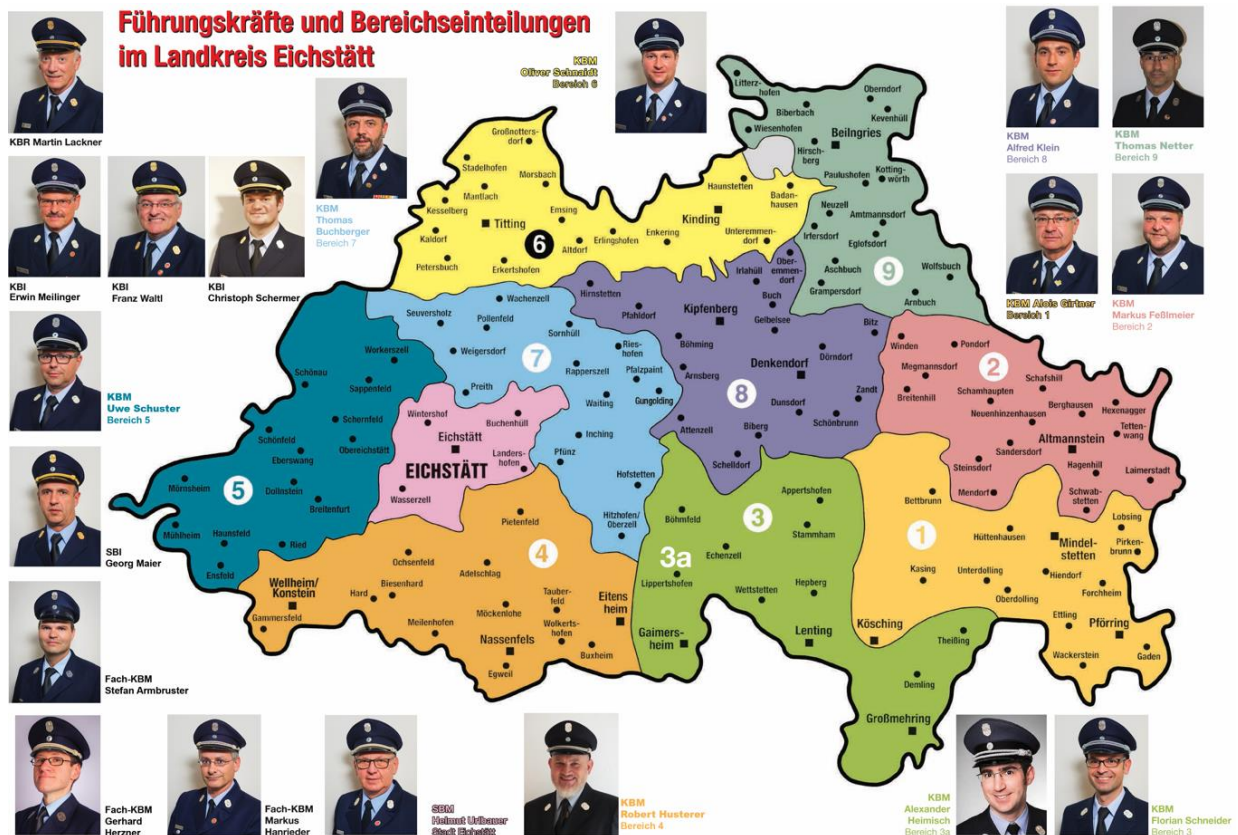 Führungskräfte und Bereichseinteilungen
im Landkreis Eichstätt
KBR Martin Lackner
KBI
Erwin Meilinger
KBI
Franz Waltl
KBI
Christoph Schermer
KBM
Thomas
Buchberger
Bereich 7
KBM
Oliver Schnaidt
Bereich 6
KBM
Alfred Klein
Bereich 8
KBM
Thomas Netter
Bereich 9
KBM Alois Girtner
Bereich 1
KBM
Markus Feßlmeier
Bereich 2
KBM
Uwe Schuster
Bereich 5
SBI
Georg Maier
Fach-KBM
Stefan Armbruster
Fach-KBM
Gerhard
Herzner
Fach-KBM
Markus
Hanrieder
SBM
Helmut Urlbauer
Stadt Eichstätt
KBM
Robert Husterer
Bereich 4
KBM
Alexander
Heimisch
Bereich 3a
KBM
Florian Schneider
Bereich 3
Großnotters-
dorf
Stadelhofen
Morsbach
Mantlach
Kesselberg
Titting
Emsing
Kaldorf
6
Altdorf
Erlingshofen
Petersbuch
Erkertshofen
Enkering
Haunstetten
Kinding
Badan-
hausen
Unteremmen-
dorf
Litterz-
hofen
Biberbach
Oberndorf
Kevenhüll
Wiesenhofen
Beilngries
Hirsch-
berg
Paulushofen
Kotting-
wörth
Neuzell
Amtmannsdorf
Irfersdorf
Eglofsdorf
Aschbuch
9
Wolfsbuch
Grampersdorf
Arnbuch
Ober-
emmen-
dorf
Irlahüll
Hirnstetten
Buch
Pfahldorf
Kipfenberg
Gelbelsee
Bitz
Böhming
Denkendorf
Dörndorf
Arnsberg
8
Dunsdorf
Zandt
Schönbrunn
Attenzell
Biberg
Schelldorf
Wachenzell
Seuversholz
Pollenfeld
Sornhüll
Ries-
hofen
Weigersdorf
7
Rapperszell
Pfalzpaint
Preith
Waiting
Gungolding
Inching
Pfünz
Hofstetten
Hitzhofen/
Oberzell
Wintershof
Buchenhüll
Eichstätt
Landers-
hofen
EICHSTÄTT
Wasserzell
Workerszell
Schönau
Sappenfeld
Schernfeld
Schönfeld
Obereichstätt
Eberswang
5
Mörnsheim
Dollnstein
Breitenfurt
Mühlheim
Haunsfeld
Ried
Ensfeld
Pietenfeld
4
Ochsenfeld
Adelschlag
Wellheim/
Konstein
Biesenhard
Hard
Gammersfeld
Möckenlohe
Tauber-
feld
Eitens
heim
Meilenhofen
Wolkerts-
hofen
Nassenfels
Buxheim
Egweil
Appertshofen
Böhmfeld
3
Stammham
3a
Echenzell
Lippertshofen
Hepberg
Wettstetten
Gaimers-
heim
Lenting
Theißing
Demling
Großmehring
Winden
Pondorf
2
Megmannsdorf
Breitenhill
Schafshill
Schamhaupten
Berghausen
Hexenagger
Neuenhinzenhausen
Tetten-
wang
Altmannstein
Sandersdorf
Steinsdorf
Hagenhill
Laimerstadt
Mendorf
Schwab-
stetten
Bettbrunn
1
Hüttenhausen
Lobsing
Mindel-
stetten
Pirken-
brunn
Kasing
Unterdolling
Hiendorf
Oberdolling
Forchheim
Ettling
Kösching
Pförring
Wackerstein
Gaden